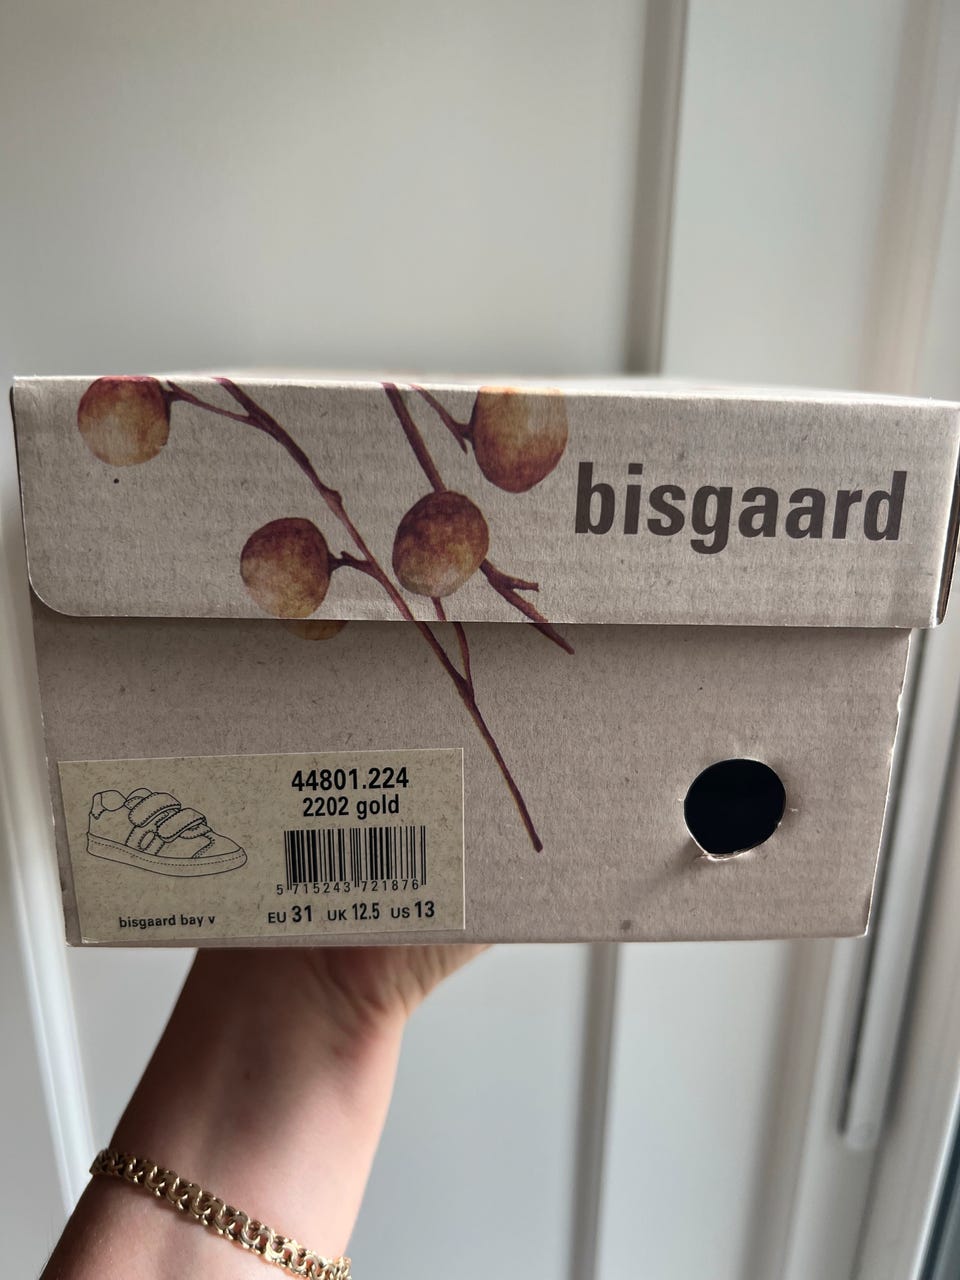 bisgaard
44801.224
2202 gold
5 715243 721876
bisgaard bay v
EU 31 UK 12.5 US 13